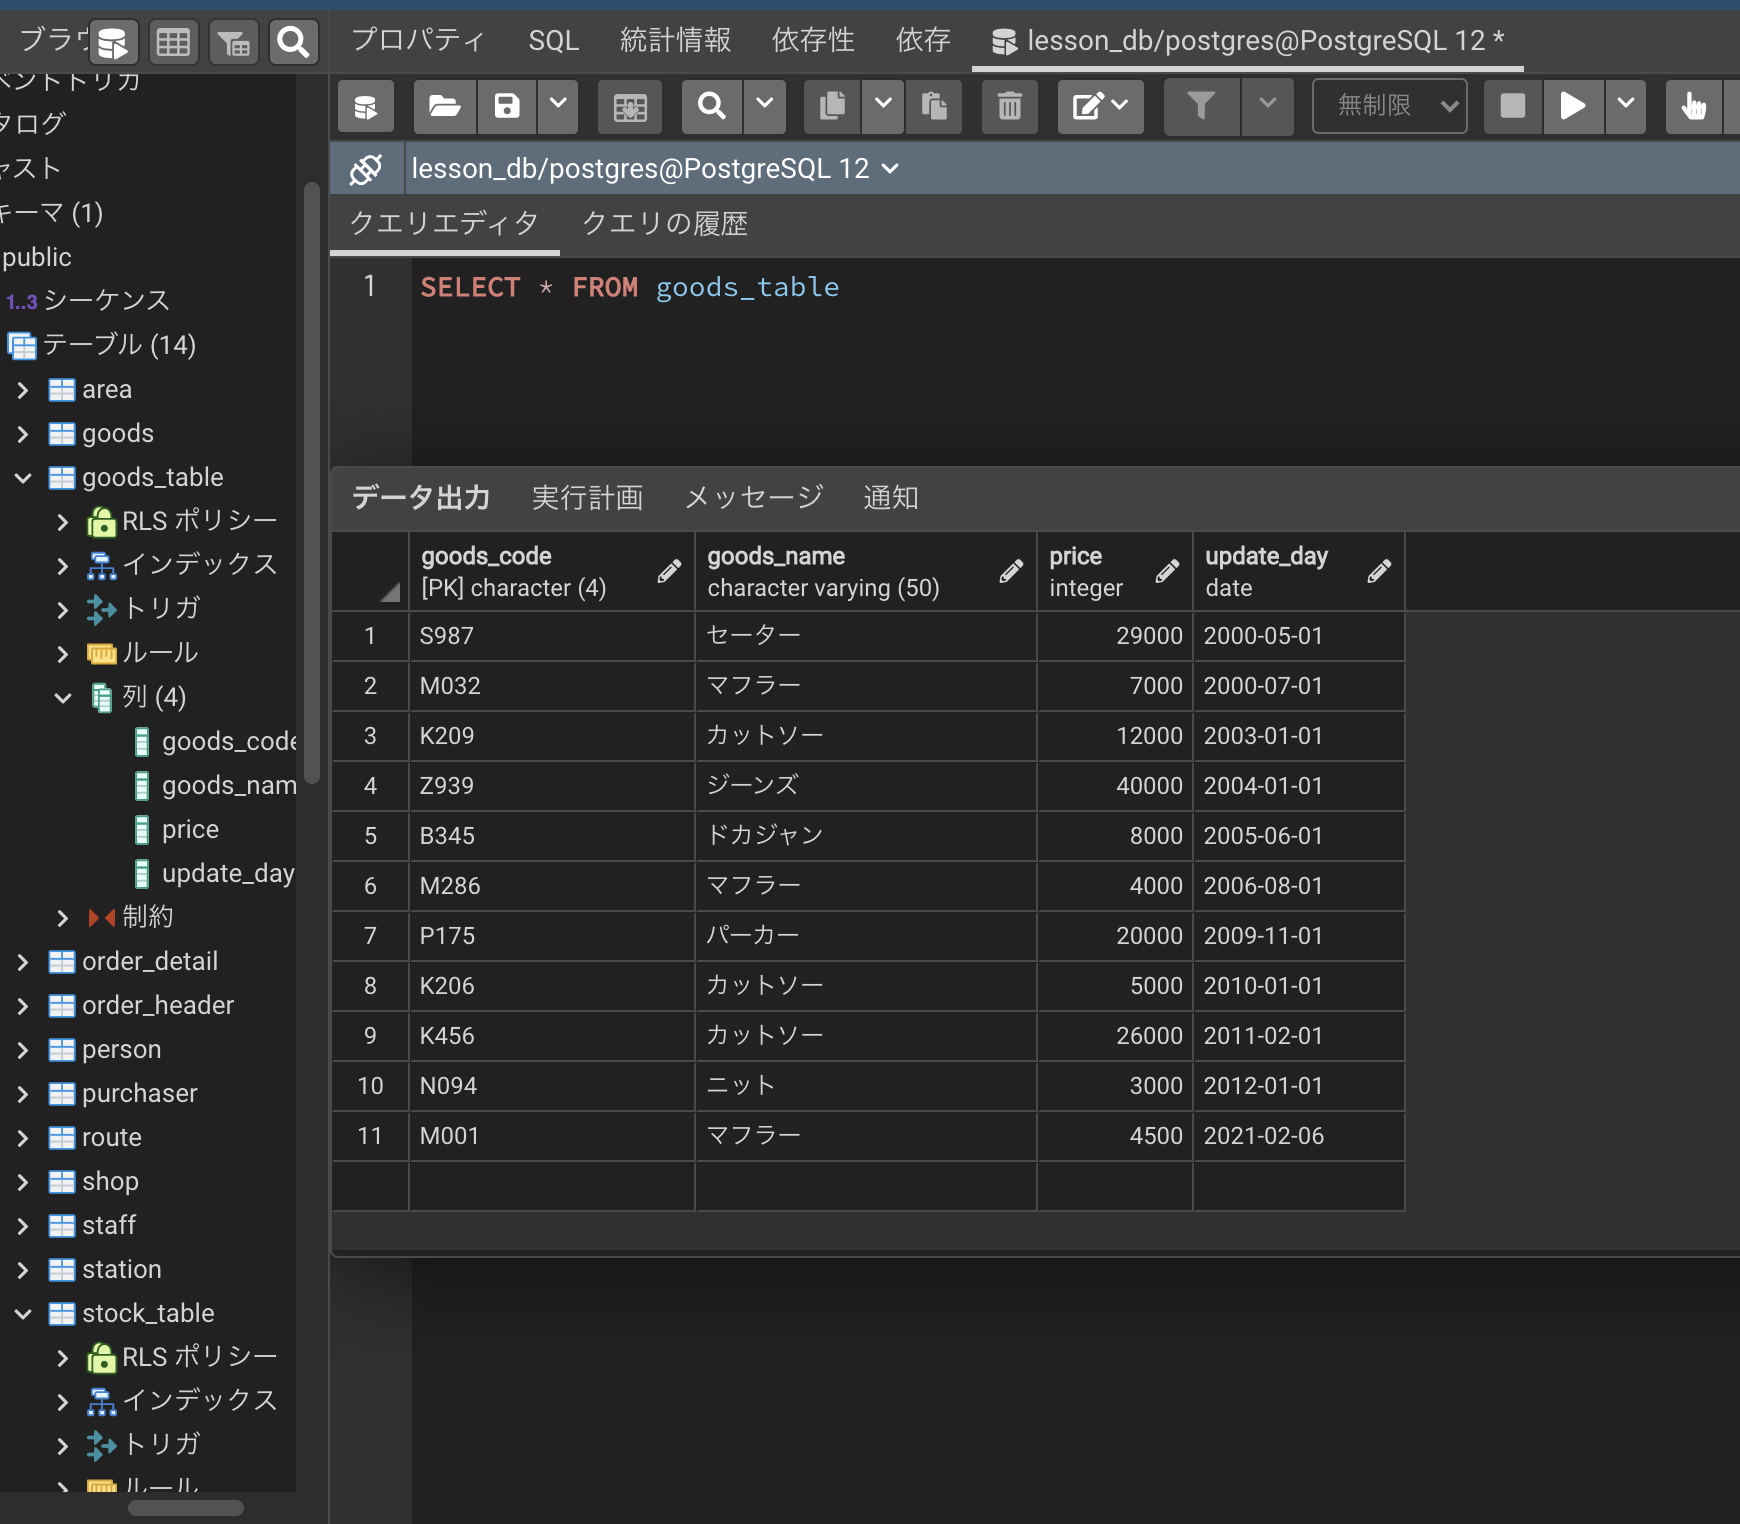 ブラウ
プロパティ SQL 統計情報 依存性 依存 lesson_db/postgres@PostgreSQL 12 *
無制限
lesson_db/postgres@PostgreSQL 12
クエリエディタ クエリの履歴
1 SELECT * FROM goods_table
ベントトリガ
タログ
ャスト
キーマ (1)
public
1..3 シーケンス
テーブル (14)
area
goods
goods_table
RLS ポリシー
インデックス
トリガ
ルール
列 (4)
goods_code
goods_nam
price
update_day
制約
order_detail
order_header
person
purchaser
route
shop
staff
station
stock_table
RLS ポリシー
インデックス
トリガ
ルール
データ出力 実行計画 メッセージ 通知
goods_code goods_name price update_day
[PK] character (4) character varying (50) integer date
1 S987 セーター 29000 2000-05-01
2 M032 マフラー 7000 2000-07-01
3 K209 カットソー 12000 2003-01-01
4 Z939 ジーンズ 40000 2004-01-01
5 B345 ドカジャン 8000 2005-06-01
6 M286 マフラー 4000 2006-08-01
7 P175 パーカー 20000 2009-11-01
8 K206 カットソー 5000 2010-01-01
9 K456 カットソー 26000 2011-02-01
10 N094 ニット 3000 2012-01-01
11 M001 マフラー 4500 2021-02-06